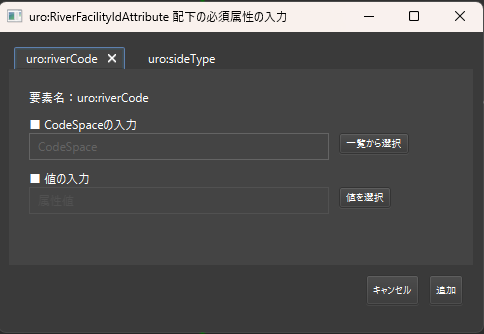 uro:RiverFacilityIdAttribute 配下の必須属性の入力
uro:riverCode
uro:sideType
要素名：uro:riverCode
■ CodeSpaceの入力
CodeSpace
一覧から選択
■ 値の入力
属性値
値を選択
キャンセル
追加